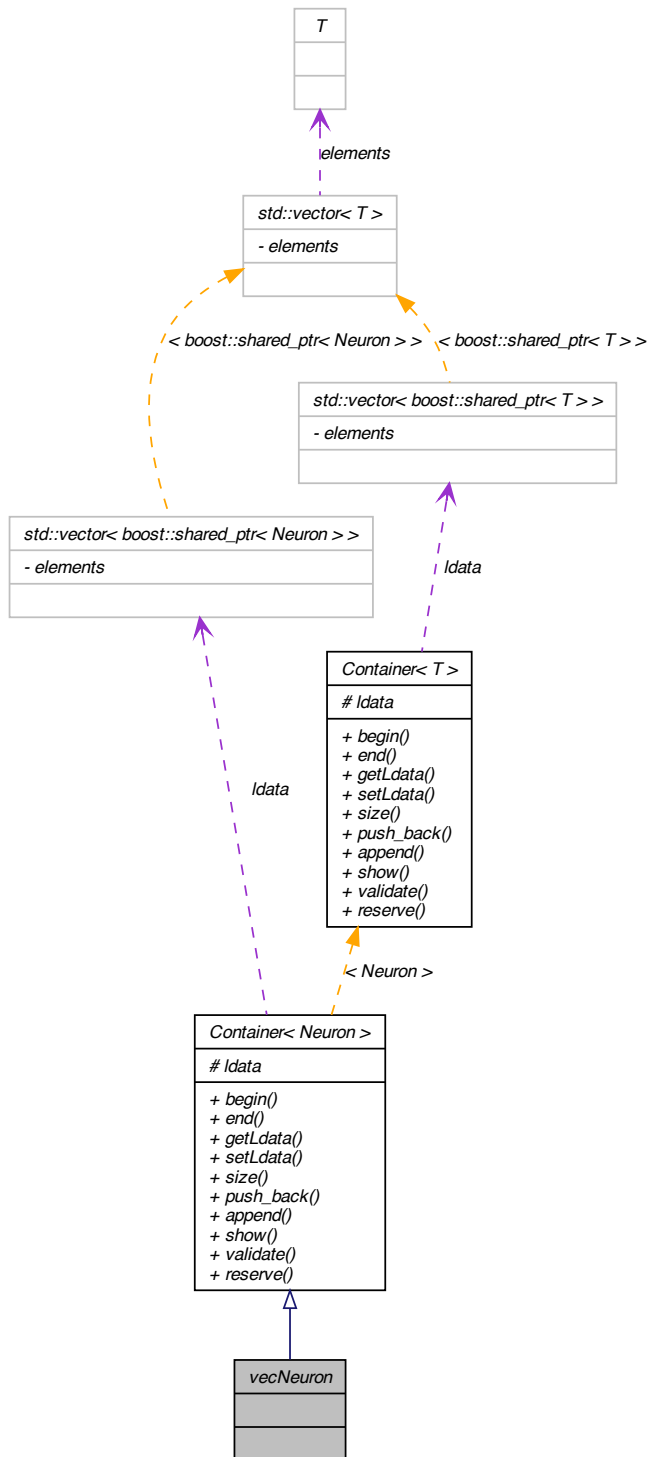 T
elements
std::vector< T >
- elements
< boost::shared_ptr< Neuron > >
< boost::shared_ptr< T > >
std::vector< boost::shared_ptr< T > >
- elements
std::vector< boost::shared_ptr< Neuron > >
- elements
ldata
Container< T >
# ldata
+ begin()
+ end()
+ getLdata()
+ setLdata()
+ size()
+ push_back()
+ append()
+ show()
+ validate()
+ reserve()
ldata
< Neuron >
Container< Neuron >
# ldata
+ begin()
+ end()
+ getLdata()
+ setLdata()
+ size()
+ push_back()
+ append()
+ show()
+ validate()
+ reserve()
vecNeuron